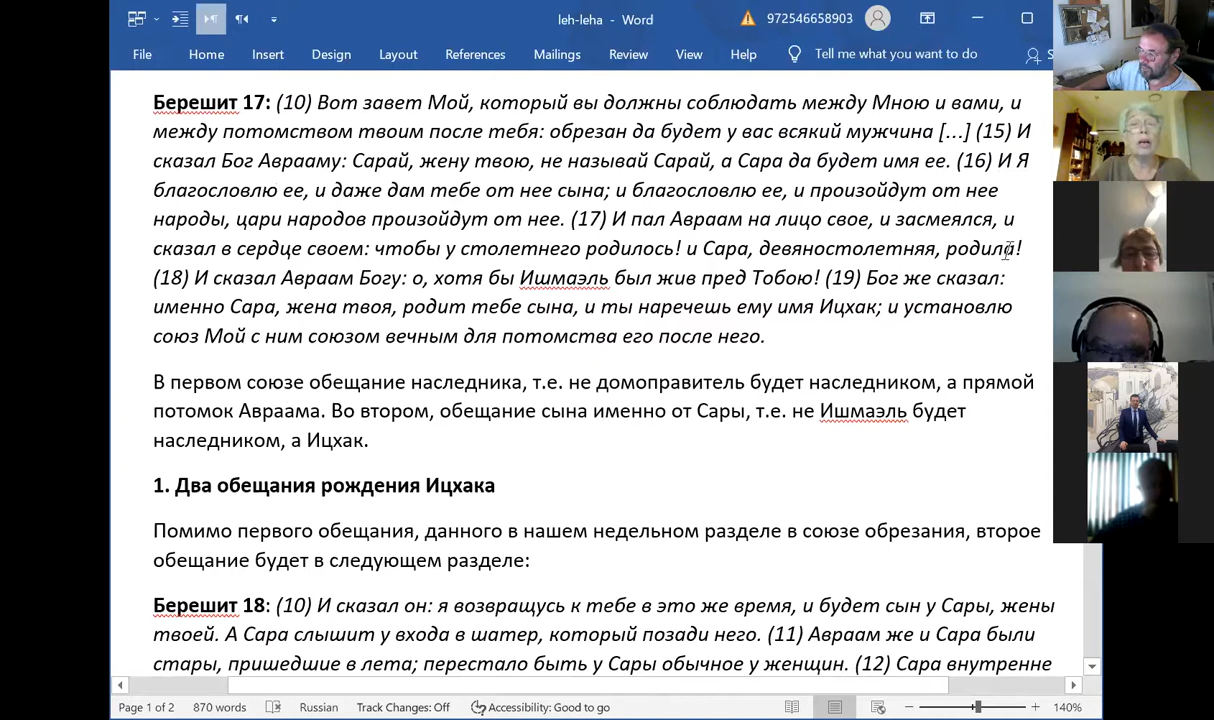 leh-leha - Word
972546658903
File Home Insert Design Layout References Mailings Review View Help Tell me what you want to do
Берешит 17: (10) Вот завет Мой, который вы должны соблюдать между Мною и вами, и
между потомством твоим после тебя: обрезан да будет у вас всякий мужчина [...] (15) И
сказал Бог Аврааму: Сарай, жену твою, не называй Сарай, а Сара да будет имя ее. (16) И Я
благословлю ее, и даже дам тебе от нее сына; и благословлю ее, и произойдут от нее
народы, цари народов произойдут от нее. (17) И пал Авраам на лицо свое, и засмеялся, и
сказал в сердце своем: чтобы у столетнего родилось! и Сара, девяностолетняя, родила!
(18) И сказал Авраам Богу: о, хотя бы Ишмаэль был жив пред Тобою! (19) Бог же сказал:
именно Сара, жена твоя, родит тебе сына, и ты наречешь ему имя Ицхак; и установлю
союз Мой с ним союзом вечным для потомства его после него.
В первом союзе обещание наследника, т.е. не домоправитель будет наследником, а прямой
потомок Авраама. Во втором, обещание сына именно от Сары, т.е. не Ишмаэль будет
наследником, а Ицхак.
1. Два обещания рождения Ицхака
Помимо первого обещания, данного в нашем недельном разделе в союзе обрезания, второе
обещание будет в следующем разделе:
Берешит 18: (10) И сказал он: я возвращусь к тебе в это же время, и будет сын у Сары, жены
твоей. А Сара слышит у входа в шатер, который позади него. (11) Авраам же и Сара были
стары, пришедшие в лета; перестало быть у Сары обычное у женщин. (12) Сара внутренне
Page 1 of 2 870 words Russian Track Changes: Off Accessibility: Good to go 140%